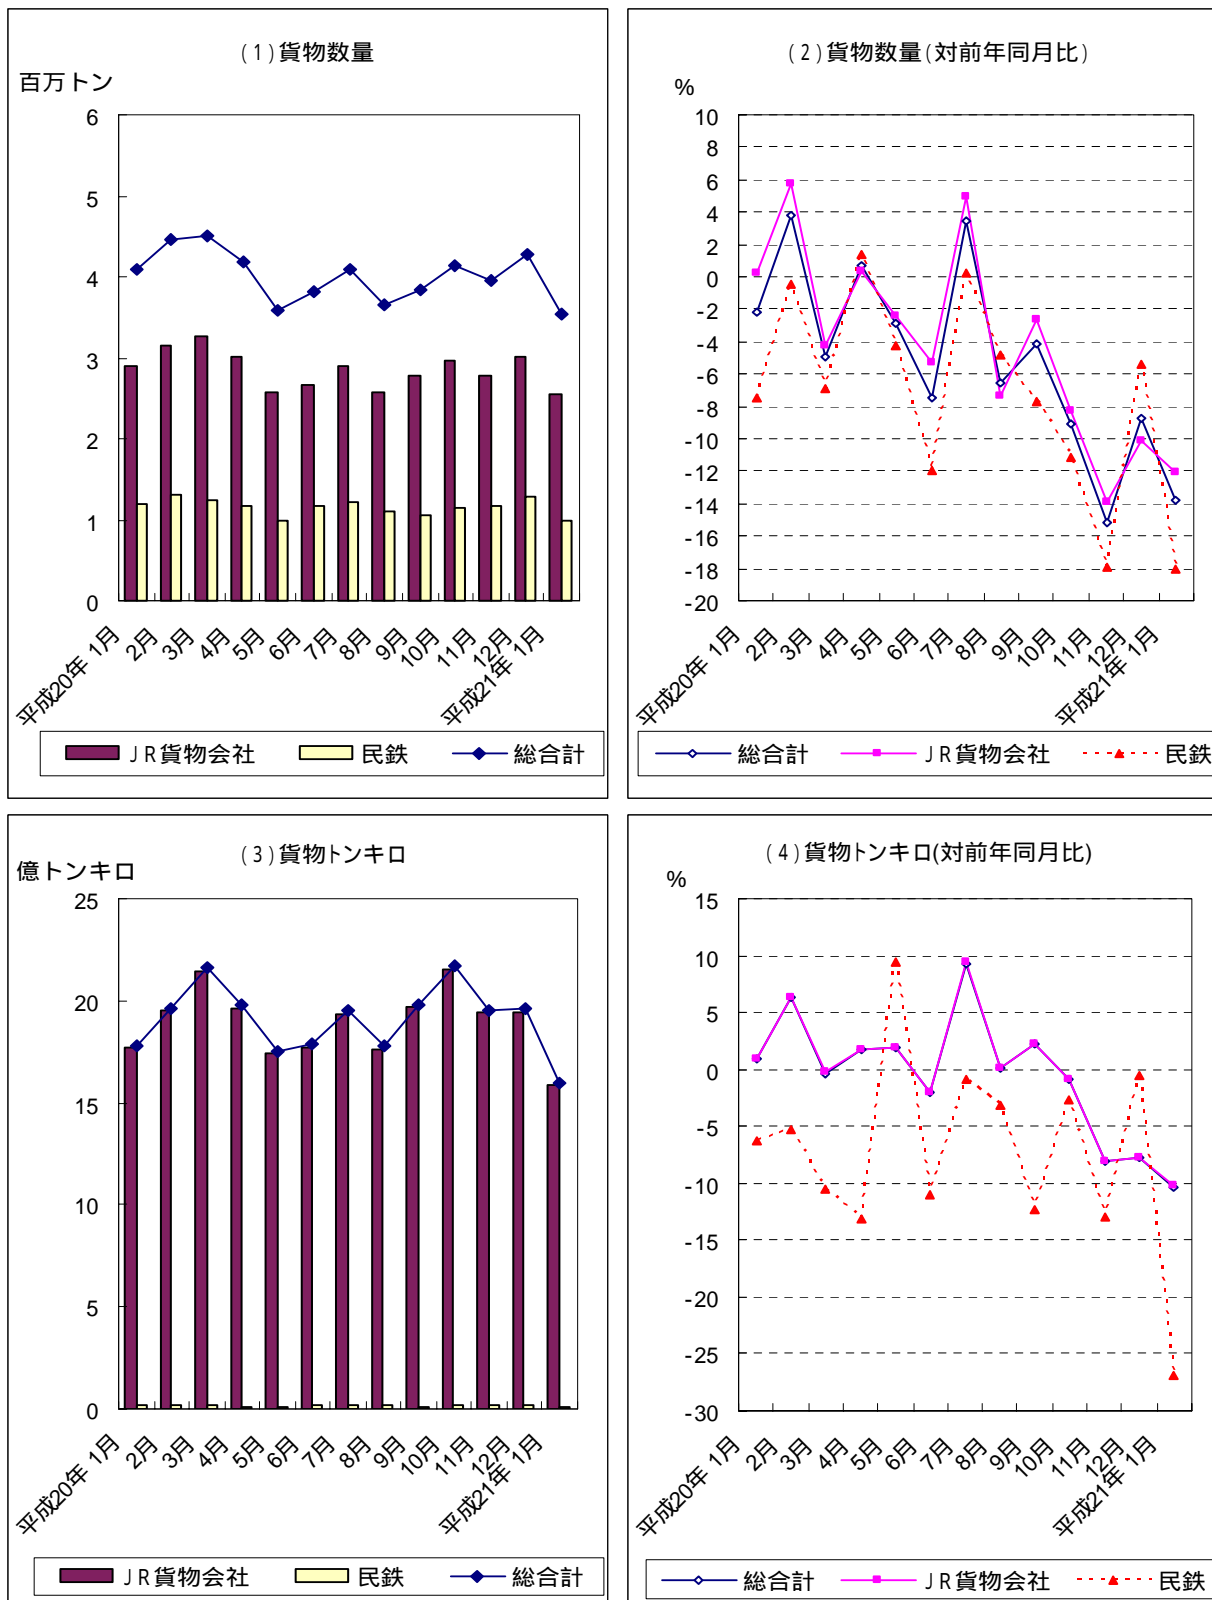 (1)貨物数量
百万トン
6
5
4
3
2
1
0
平成20年 1月
2月
3月
4月
5月
6月
7月
8月
9月
10月
11月
12月
平成21年 1月
JR貨物会社
民鉄
総合計
(2)貨物数量(対前年同月比)
%
10
8
6
4
2
0
-2
-4
-6
-8
-10
-12
-14
-16
-18
-20
平成20年 1月
2月
3月
4月
5月
6月
7月
8月
9月
10月
11月
12月
平成21年 1月
総合計
JR貨物会社
民鉄
(3)貨物トンキロ
億トンキロ
25
20
15
10
5
0
平成20年 1月
2月
3月
4月
5月
6月
7月
8月
9月
10月
11月
12月
平成21年 1月
JR貨物会社
民鉄
総合計
(4)貨物トンキロ(対前年同月比)
%
15
10
5
0
-5
-10
-15
-20
-25
-30
平成20年 1月
2月
3月
4月
5月
6月
7月
8月
9月
10月
11月
12月
平成21年 1月
総合計
JR貨物会社
民鉄